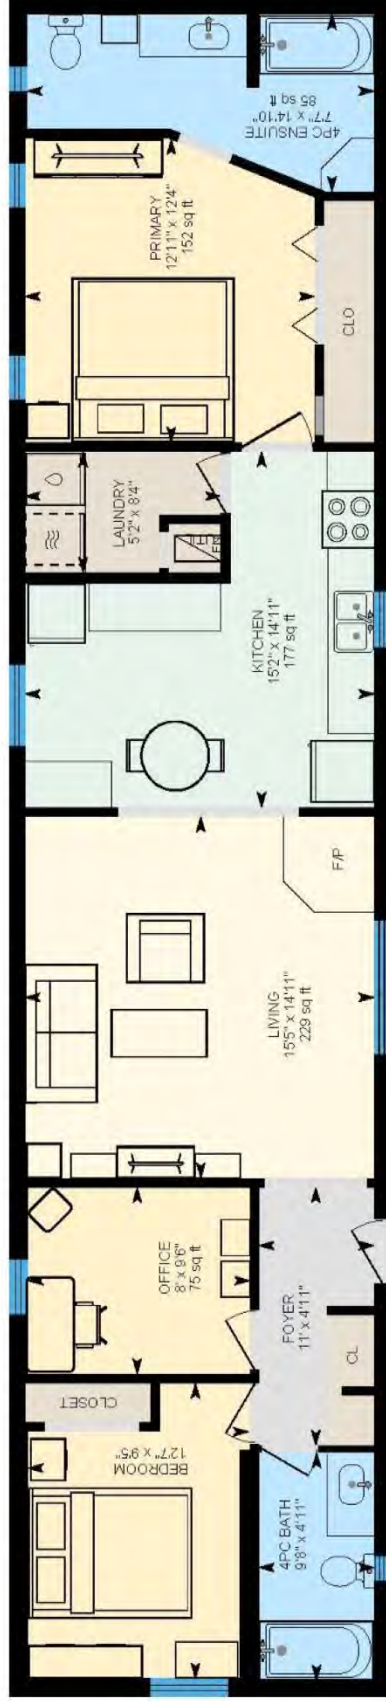 4PC ENSUITE
7'7" x 14'10"
85 sq ft
PRIMARY
12'11" x 12'4"
152 sq ft
CLO
LAUNDRY
5'2" x 8'4"
KITCHEN
15'2" x 14'11"
177 sq ft
F/P
LIVING
15'5" x 14'11"
229 sq ft
OFFICE
8' x 9'6"
75 sq ft
FOYER
11' x 4'11"
CL
CLOSET
BEDROOM
12'7" x 9'5"
4PC BATH
9'8" x 4'11"